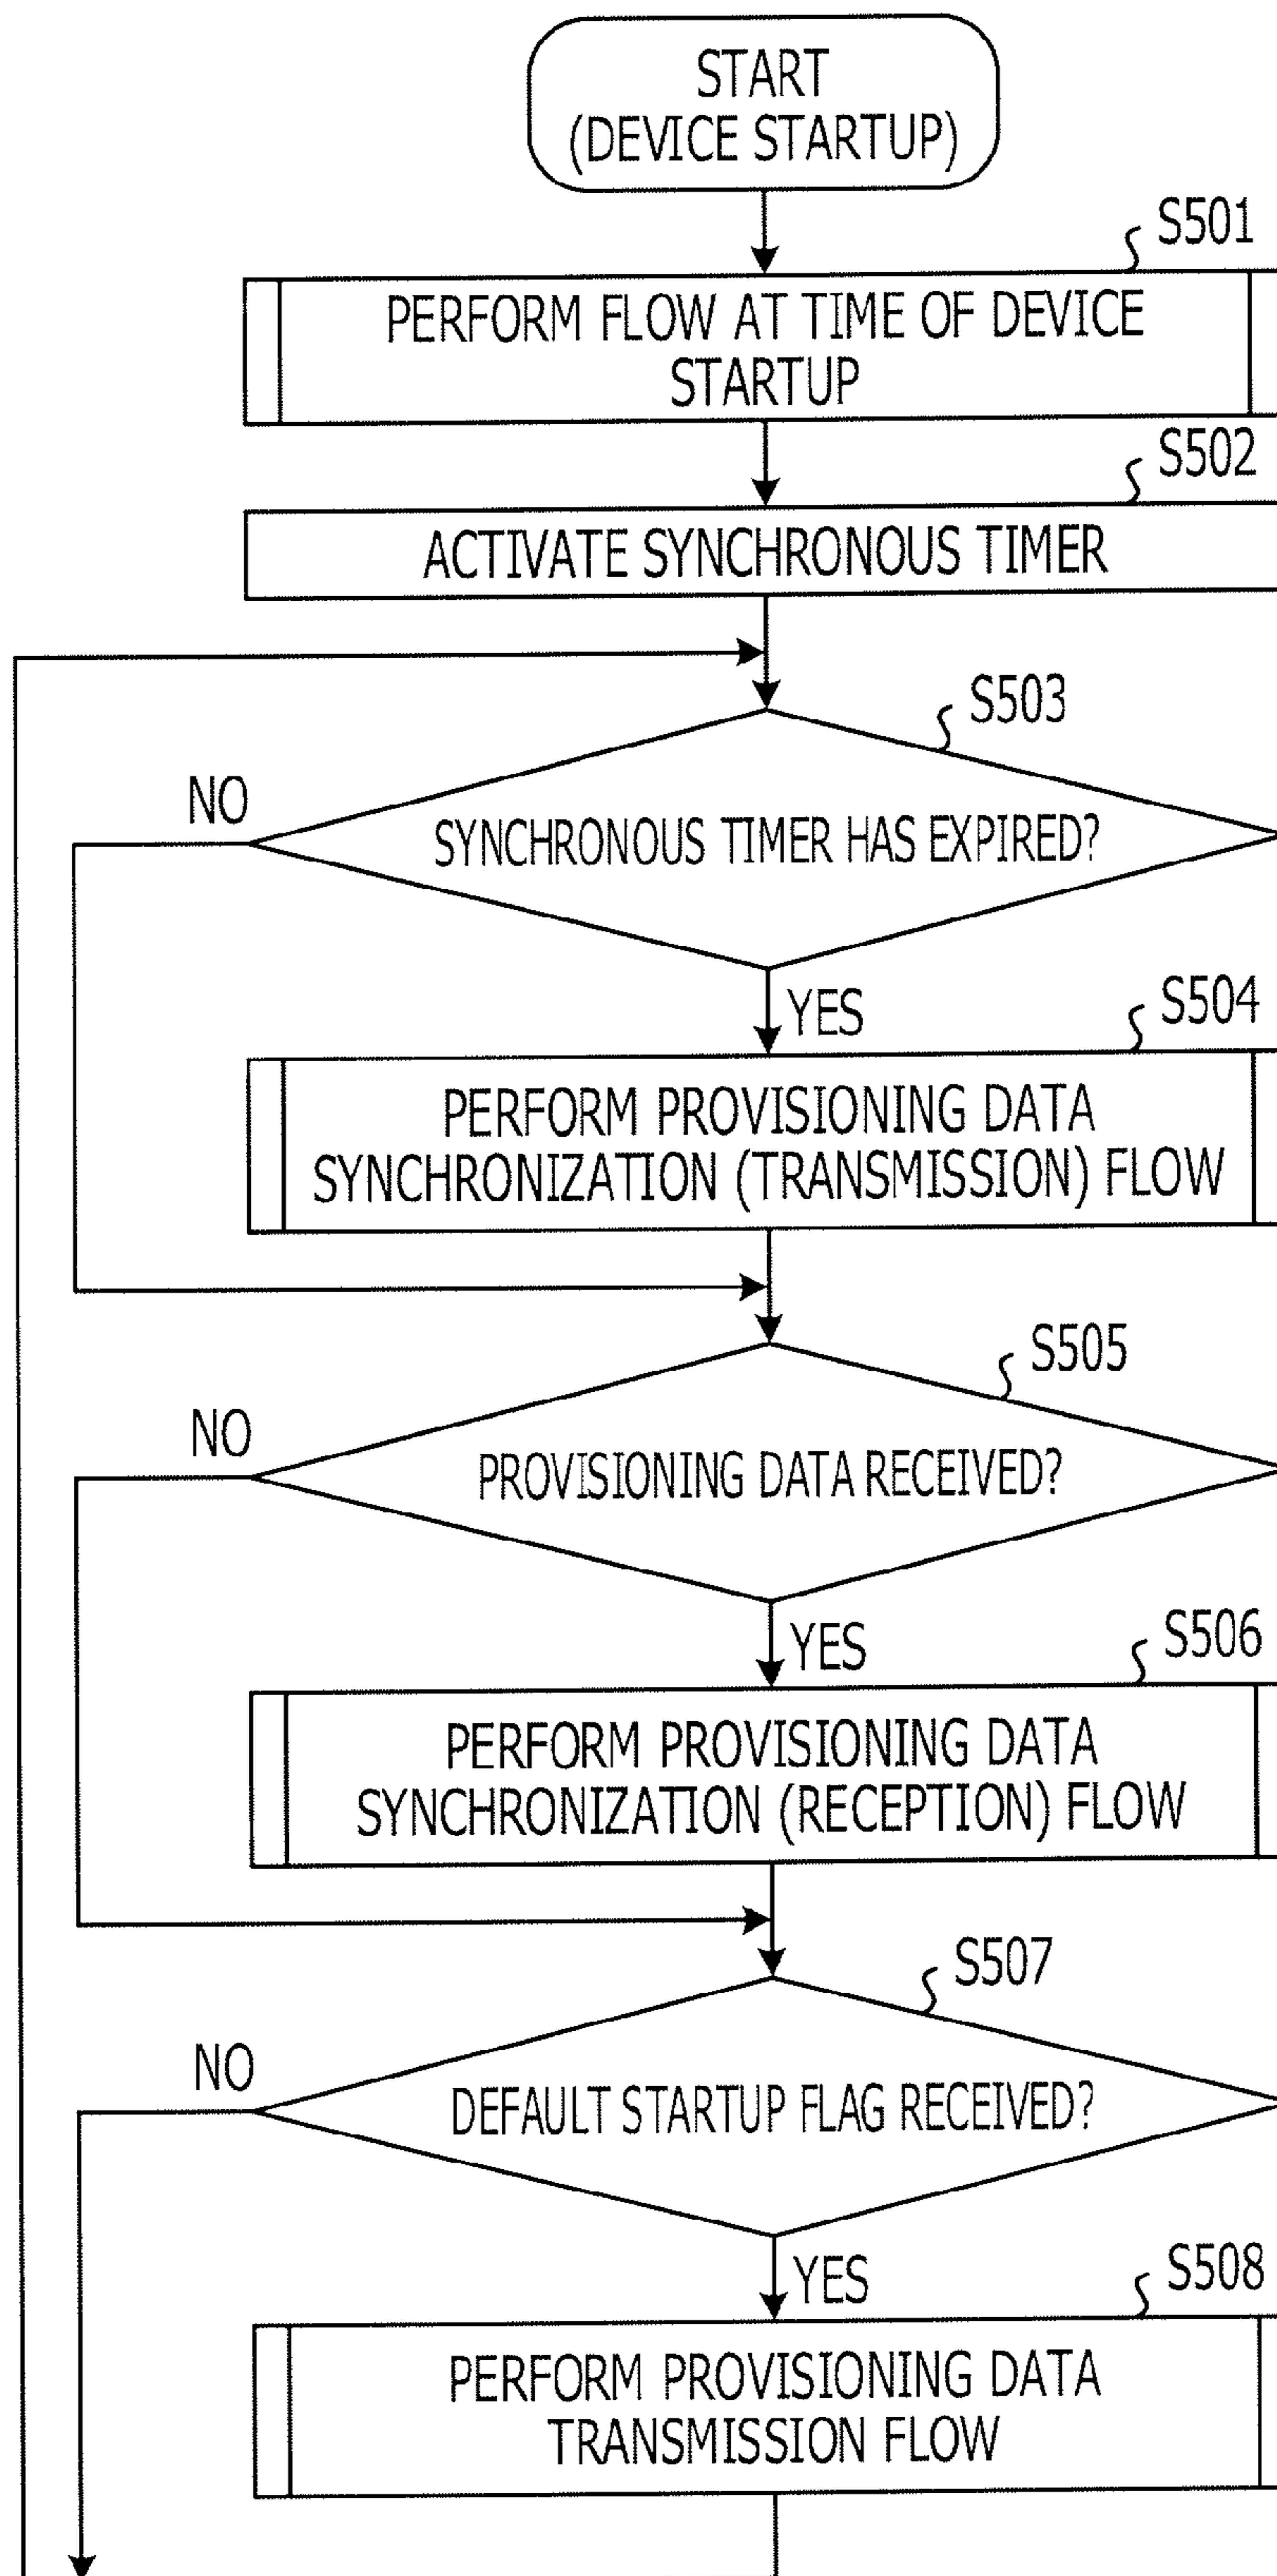 START
(DEVICE STARTUP)
S501
PERFORM FLOW AT TIME OF DEVICE
STARTUP
S502
ACTIVATE SYNCHRONOUS TIMER
S503
NO
SYNCHRONOUS TIMER HAS EXPIRED?
YES
S504
PERFORM PROVISIONING DATA
SYNCHRONIZATION (TRANSMISSION) FLOW
S505
NO
PROVISIONING DATA RECEIVED?
YES
S506
PERFORM PROVISIONING DATA
SYNCHRONIZATION (RECEPTION) FLOW
S507
NO
DEFAULT STARTUP FLAG RECEIVED?
YES
S508
PERFORM PROVISIONING DATA
TRANSMISSION FLOW